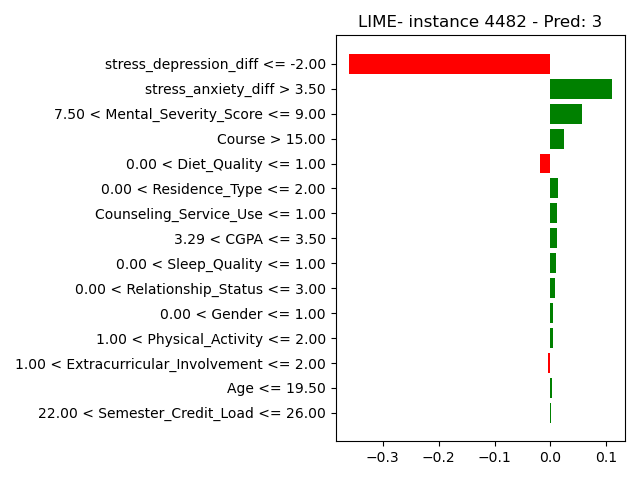 LIME- instance 4482 - Pred: 3
stress_depression_diff <= -2.00
stress_anxiety_diff > 3.50
7.50 < Mental_Severity_Score <= 9.00
Course > 15.00
0.00 < Diet_Quality <= 1.00
0.00 < Residence_Type <= 2.00
Counseling_Service_Use <= 1.00
3.29 < CGPA <= 3.50
0.00 < Sleep_Quality <= 1.00
0.00 < Relationship_Status <= 3.00
0.00 < Gender <= 1.00
1.00 < Physical_Activity <= 2.00
1.00 < Extracurricular_Involvement <= 2.00
Age <= 19.50
22.00 < Semester_Credit_Load <= 26.00
−0.3 −0.2 −0.1 0.0 0.1